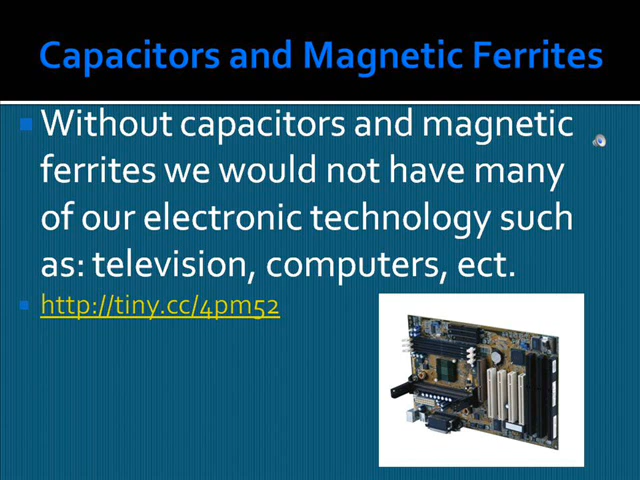 Capacitors and Magnetic Ferrites
Without capacitors and magnetic
ferrites we would not have many
of our electronic technology such
as: television, computers, ect.
http://tiny.cc/4pm52